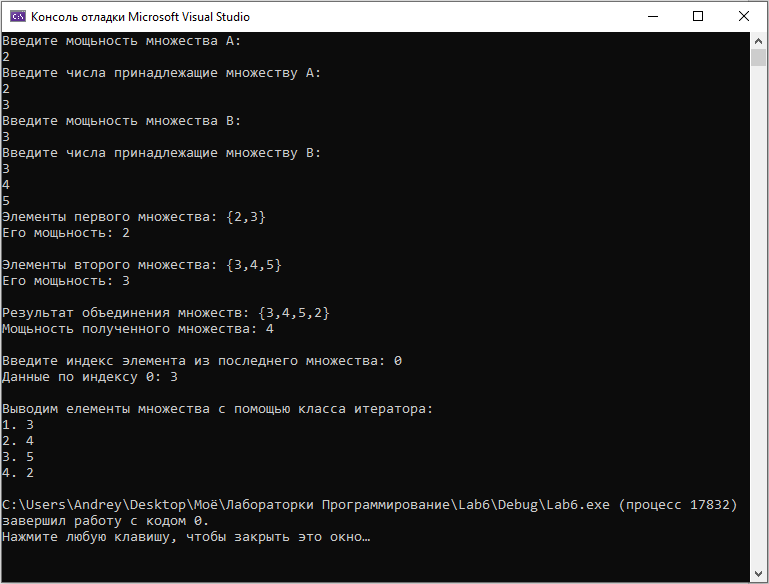 Консоль отладки Microsoft Visual Studio
Введите мощьность множества A:
2
Введите числа принадлежащие множеству A:
2
3
Введите мощьность множества B:
3
Введите числа принадлежащие множеству B:
3
4
5
Элементы первого множества: {2,3}
Его мощьность: 2
Элементы второго множества: {3,4,5}
Его мощьность: 3
Результат объединения множеств: {3,4,5,2}
Мощьность полученного множества: 4
Введите индекс элемента из последнего множества: 0
Данные по индексу 0: 3
Выводим елементы множества с помощью класса итератора:
1. 3
2. 4
3. 5
4. 2
C:\Users\Andrey\Desktop\Моё\Лабораторки Программирование\Lab6\Debug\Lab6.exe (процесс 17832)
завершил работу с кодом 0.
Нажмите любую клавишу, чтобы закрыть это окно…